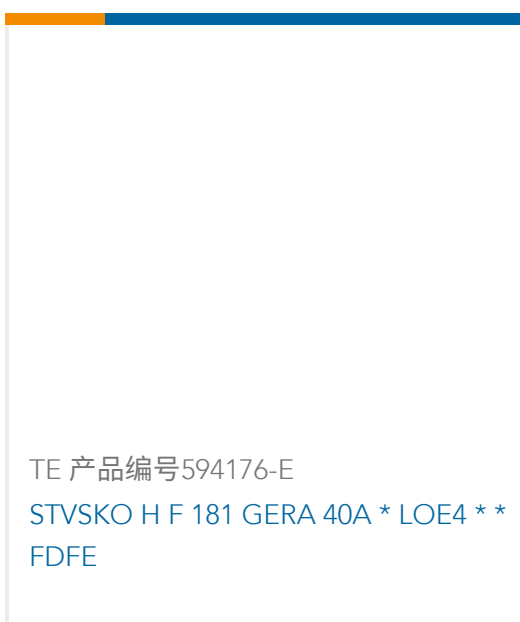 TE 产品编号594176-E
STVSKO H F 181 GERA 40A * LOE4 * *
FDFE